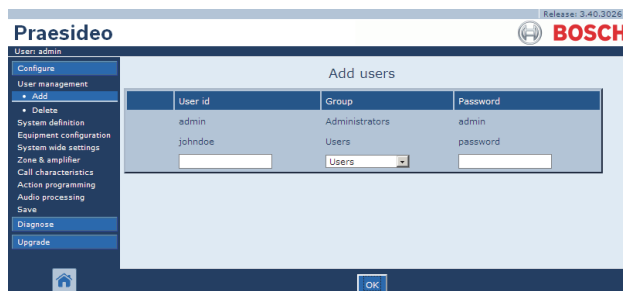 Release: 3.40.3026
Praesideo
BOSCH
User: admin
Configure
User management
• Add
• Delete
System definition
Equipment configuration
System wide settings
Zone & amplifier
Call characteristics
Action programming
Audio processing
Save
Diagnose
Upgrade
Add users
User id Group Password
admin Administrators admin
johndoe Users password
Users
OK